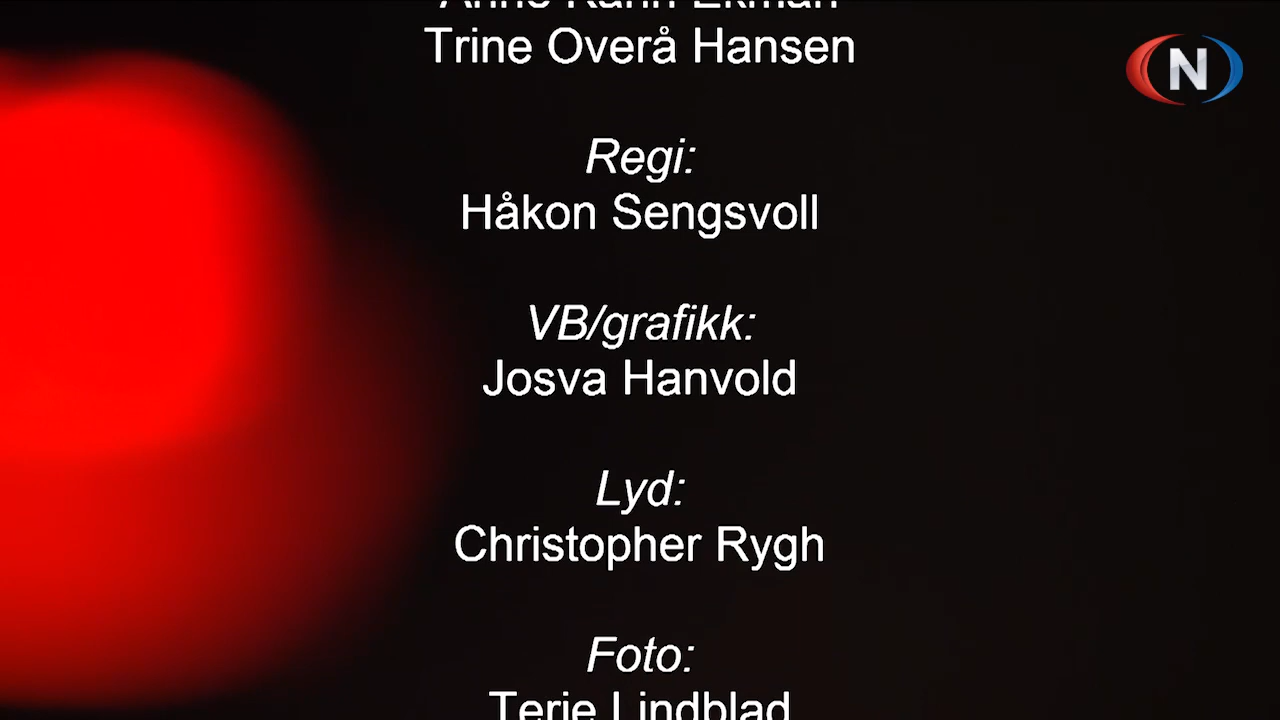 Trine Overå Hansen
N
Regi:
Håkon Sengsvoll
VB/grafikk:
Josva Hanvold
Lyd:
Christopher Rygh
Foto:
Terje Lindblad